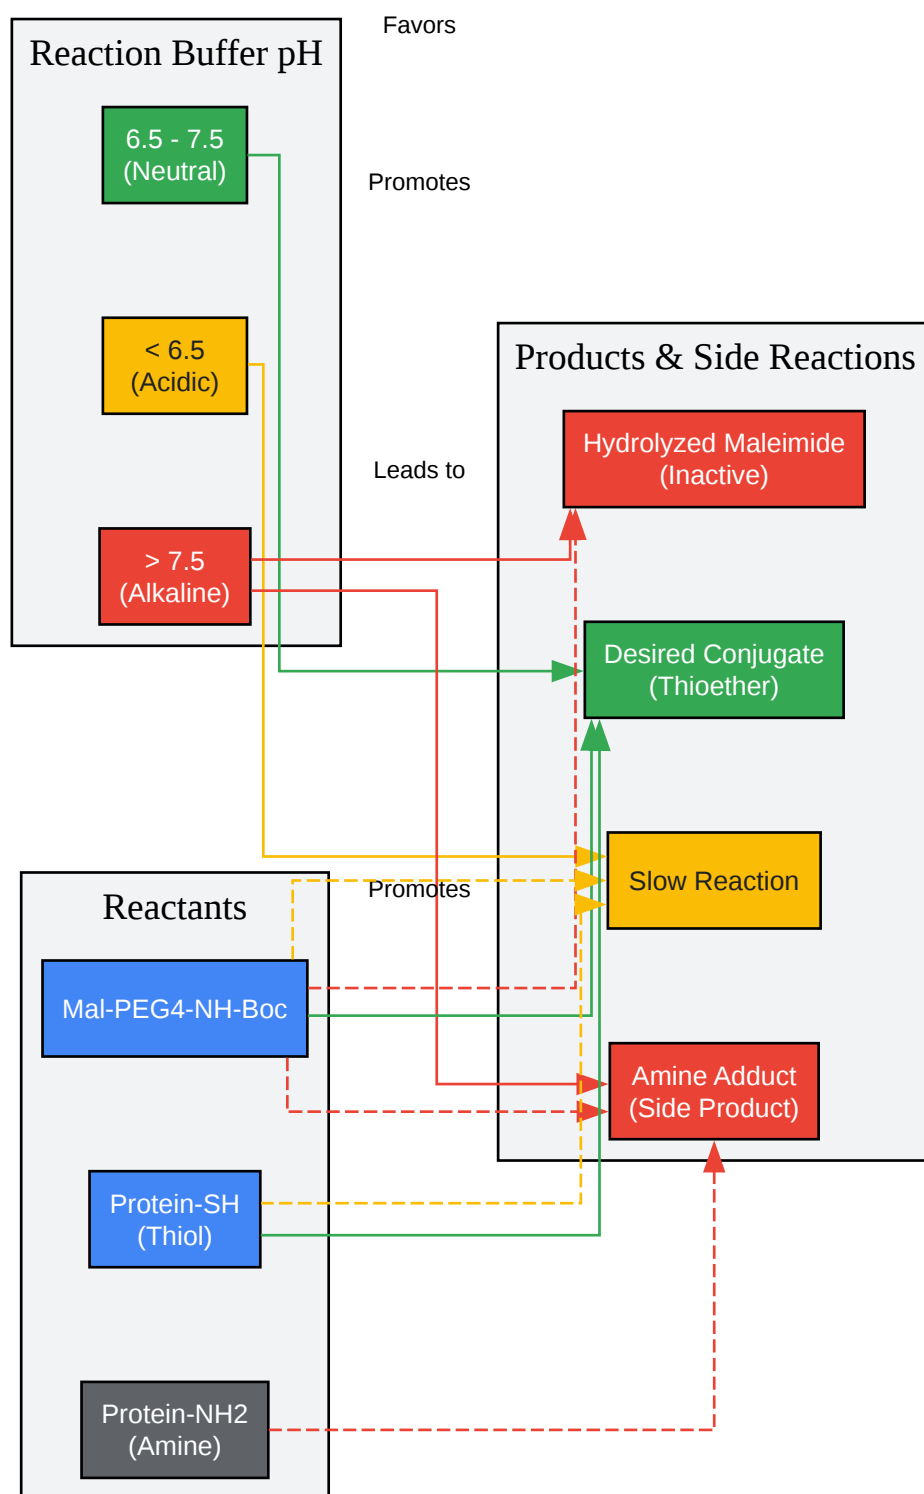 Favors
Reaction Buffer pH
6.5 - 7.5
(Neutral)
Promotes
< 6.5
(Acidic)
Products & Side Reactions
Hydrolyzed Maleimide
(Inactive)
Leads to
> 7.5
(Alkaline)
Desired Conjugate
(Thioether)
Slow Reaction
Promotes
Reactants
Mal-PEG4-NH-Boc
Amine Adduct
(Side Product)
Protein-SH
(Thiol)
Protein-NH2
(Amine)